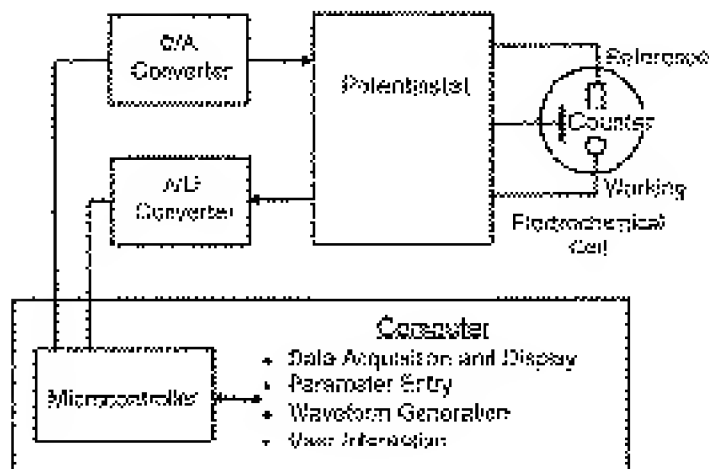 D/A
Converter
Potentiostat
Reference
Counter
A/D
Converter
Working
Electrochemical
Cell
Computer
• Data Acquisition and Display
• Parameter Entry
Microcontroller
• Waveform Generation
• User Interaction